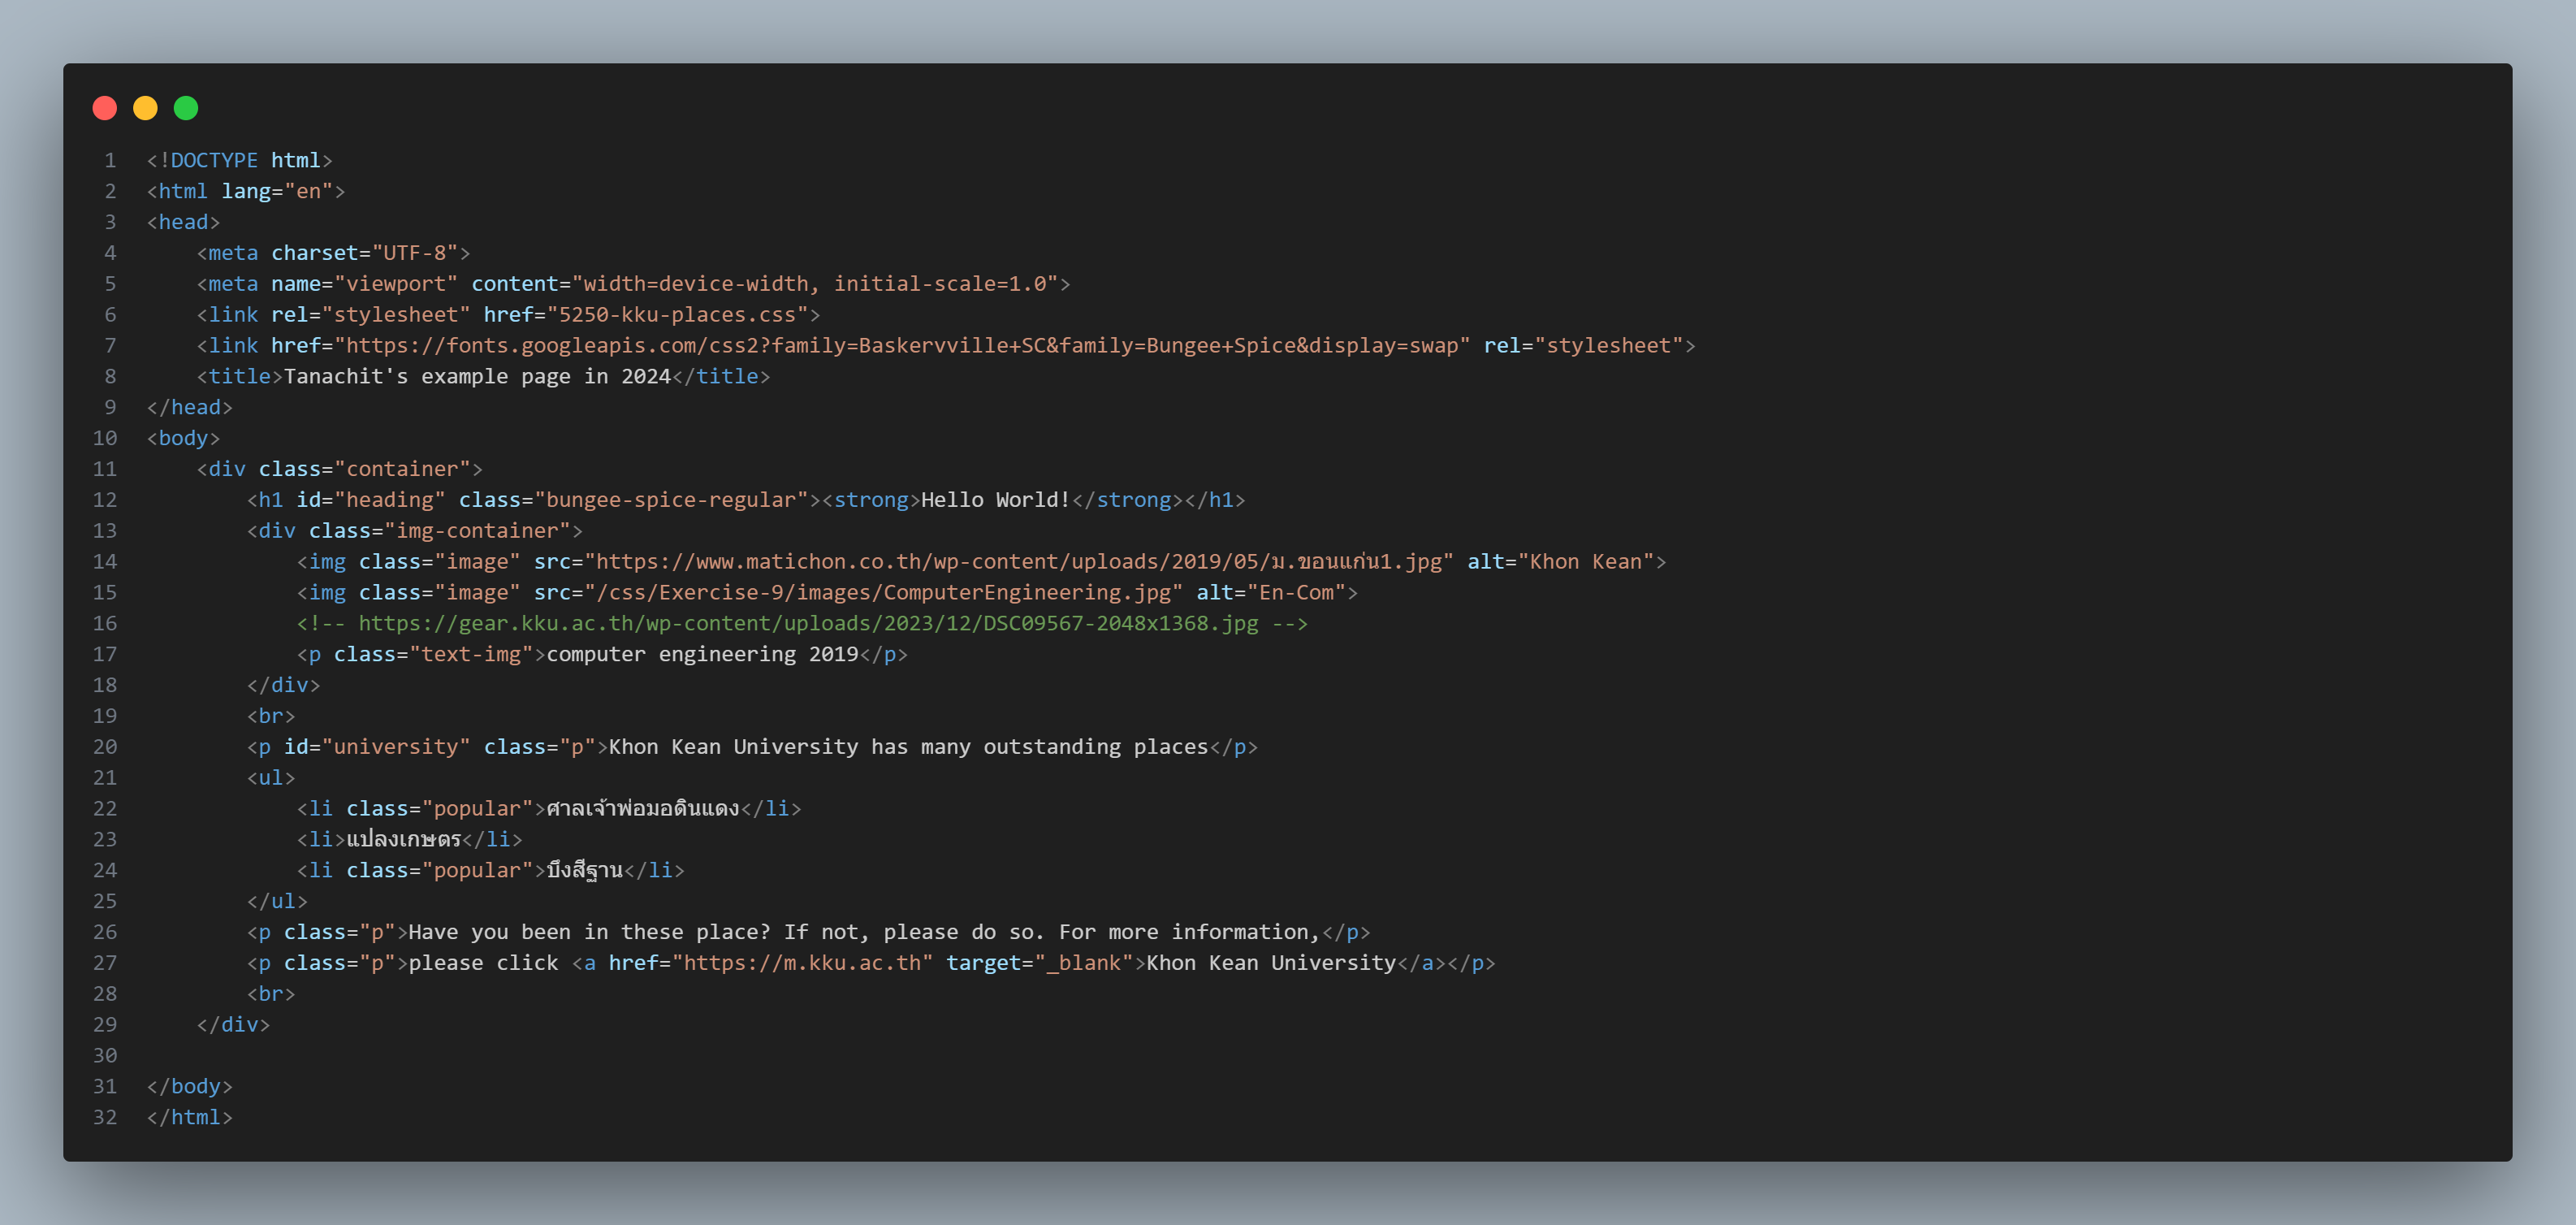 1 <!DOCTYPE html>
2 <html lang="en">
3 <head>
4     <meta charset="UTF-8">
5     <meta name="viewport" content="width=device-width, initial-scale=1.0">
6     <link rel="stylesheet" href="5250-kku-places.css">
7     <link href="https://fonts.googleapis.com/css2?family=Baskervville+SC&family=Bungee+Spice&display=swap" rel="stylesheet">
8     <title>Tanachit's example page in 2024</title>
9 </head>
10 <body>
11     <div class="container">
12         <h1 id="heading" class="bungee-spice-regular"><strong>Hello World!</strong></h1>
13         <div class="img-container">
14             <img class="image" src="https://www.matichon.co.th/wp-content/uploads/2019/05/ม.ขอนแก่น1.jpg" alt="Khon Kean">
15             <img class="image" src="/css/Exercise-9/images/ComputerEngineering.jpg" alt="En-Com">
16             <!-- https://gear.kku.ac.th/wp-content/uploads/2023/12/DSC09567-2048x1368.jpg -->
17             <p class="text-img">computer engineering 2019</p>
18         </div>
19         <br>
20         <p id="university" class="p">Khon Kean University has many outstanding places</p>
21         <ul>
22             <li class="popular">ศาลเจ้าพ่อมอดินแดง</li>
23             <li>แปลงเกษตร</li>
24             <li class="popular">บึงสีฐาน</li>
25         </ul>
26         <p class="p">Have you been in these place? If not, please do so. For more information,</p>
27         <p class="p">please click <a href="https://m.kku.ac.th" target="_blank">Khon Kean University</a></p>
28         <br>
29     </div>
30
31 </body>
32 </html>